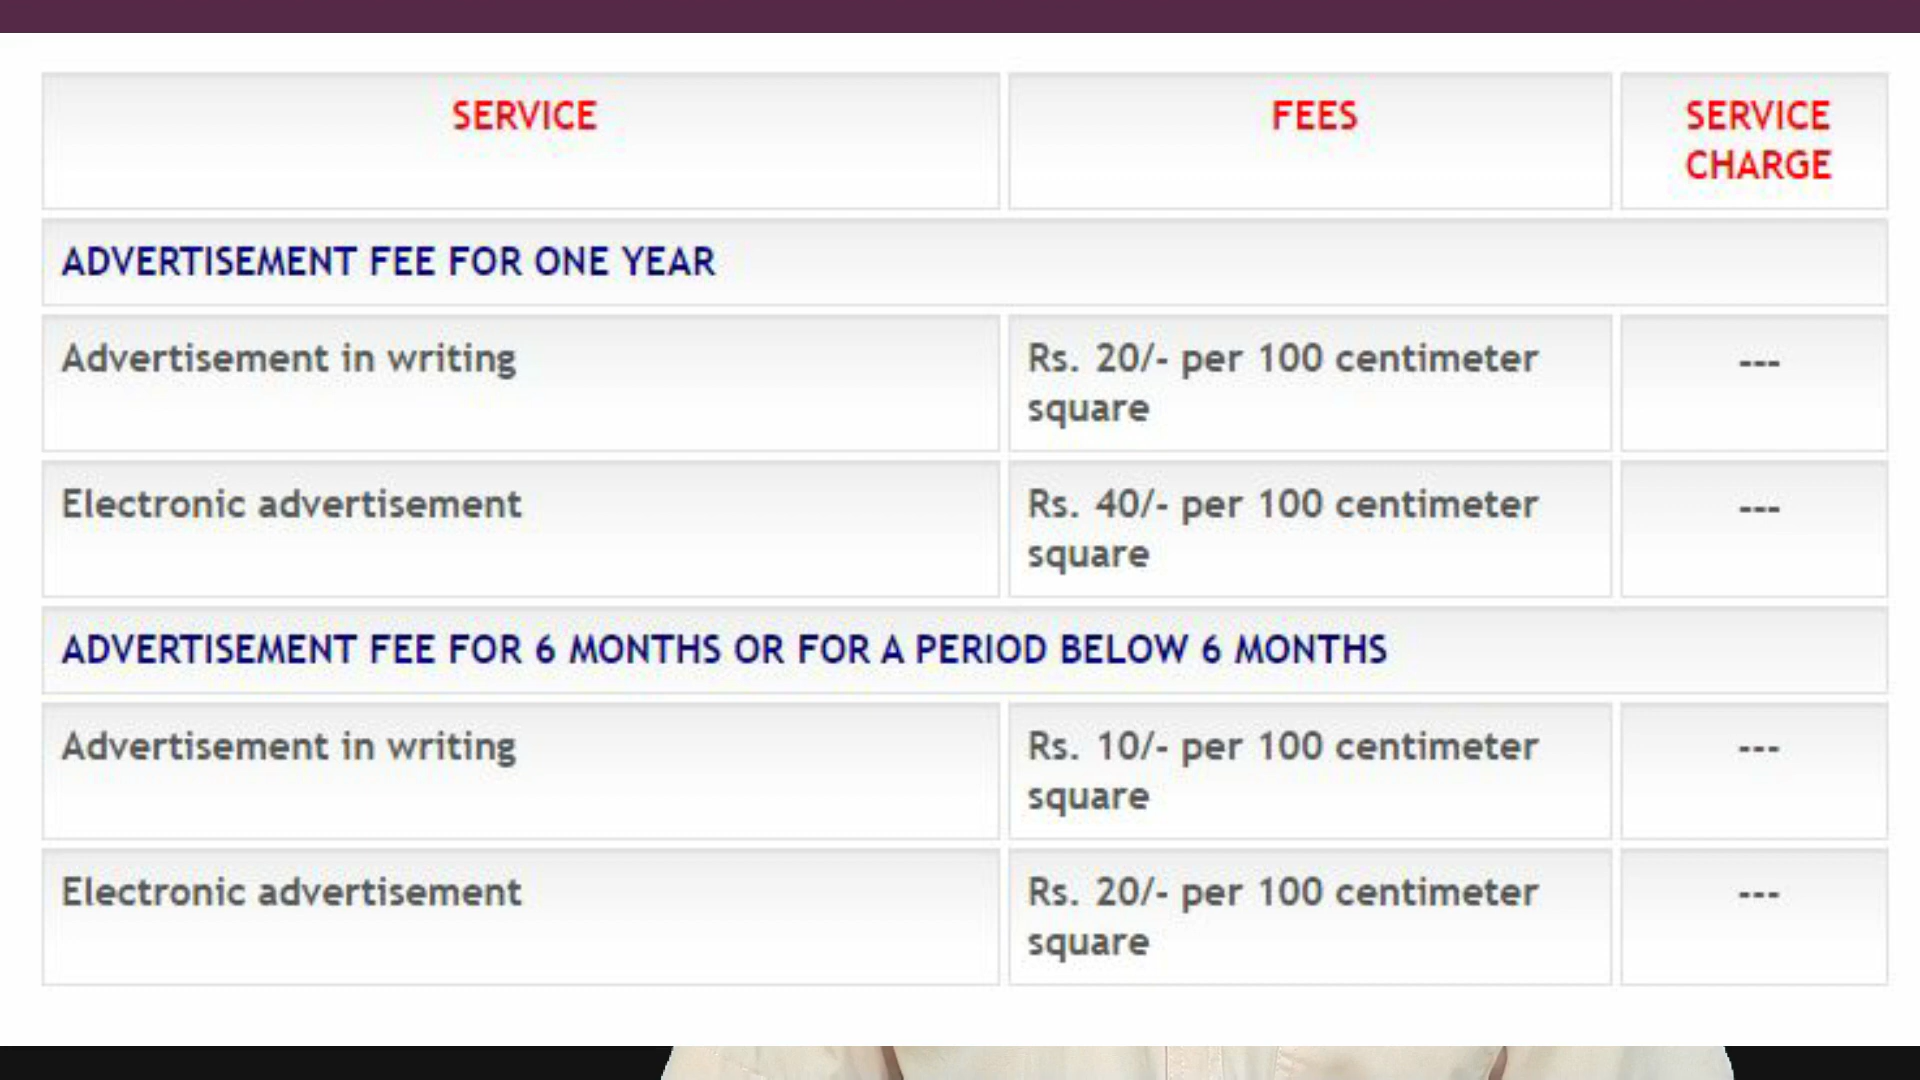 SERVICE
FEES
SERVICE
CHARGE
ADVERTISEMENT FEE FOR ONE YEAR
Advertisement in writing
Rs. 20/- per 100 centimeter
square
---
Electronic advertisement
Rs. 40/- per 100 centimeter
square
---
ADVERTISEMENT FEE FOR 6 MONTHS OR FOR A PERIOD BELOW 6 MONTHS
Advertisement in writing
Rs. 10/- per 100 centimeter
square
---
Electronic advertisement
Rs. 20/- per 100 centimeter
square
---